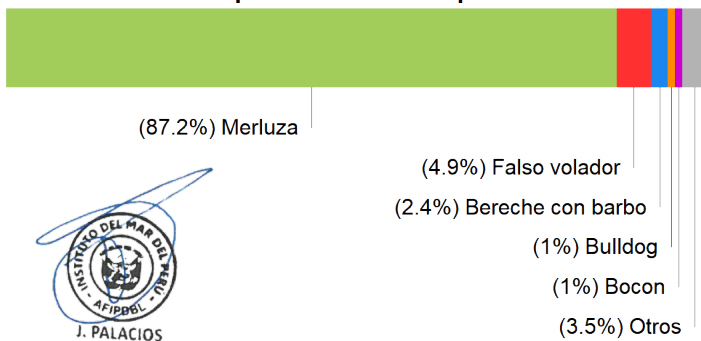 (87.2%) Merluza
(4.9%) Falso volador
(2.4%) Bereche con barbo
(1%) Bulldog
(1%) Bocon
(3.5%) Otros
INSTITUTO DEL MAR DEL PERU
AFIPDBL
J. PALACIOS